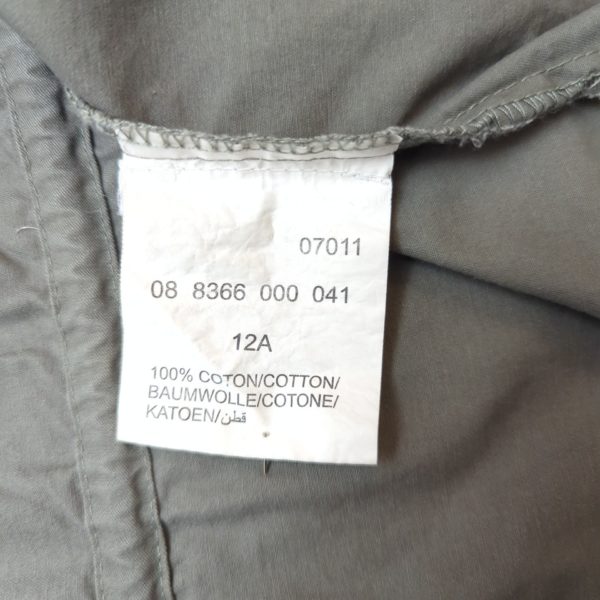 07011
08 8366 000 041
12A
100% COTON/COTTON/
BAUMWOLLE/COTONE/
KATOEN/قطن